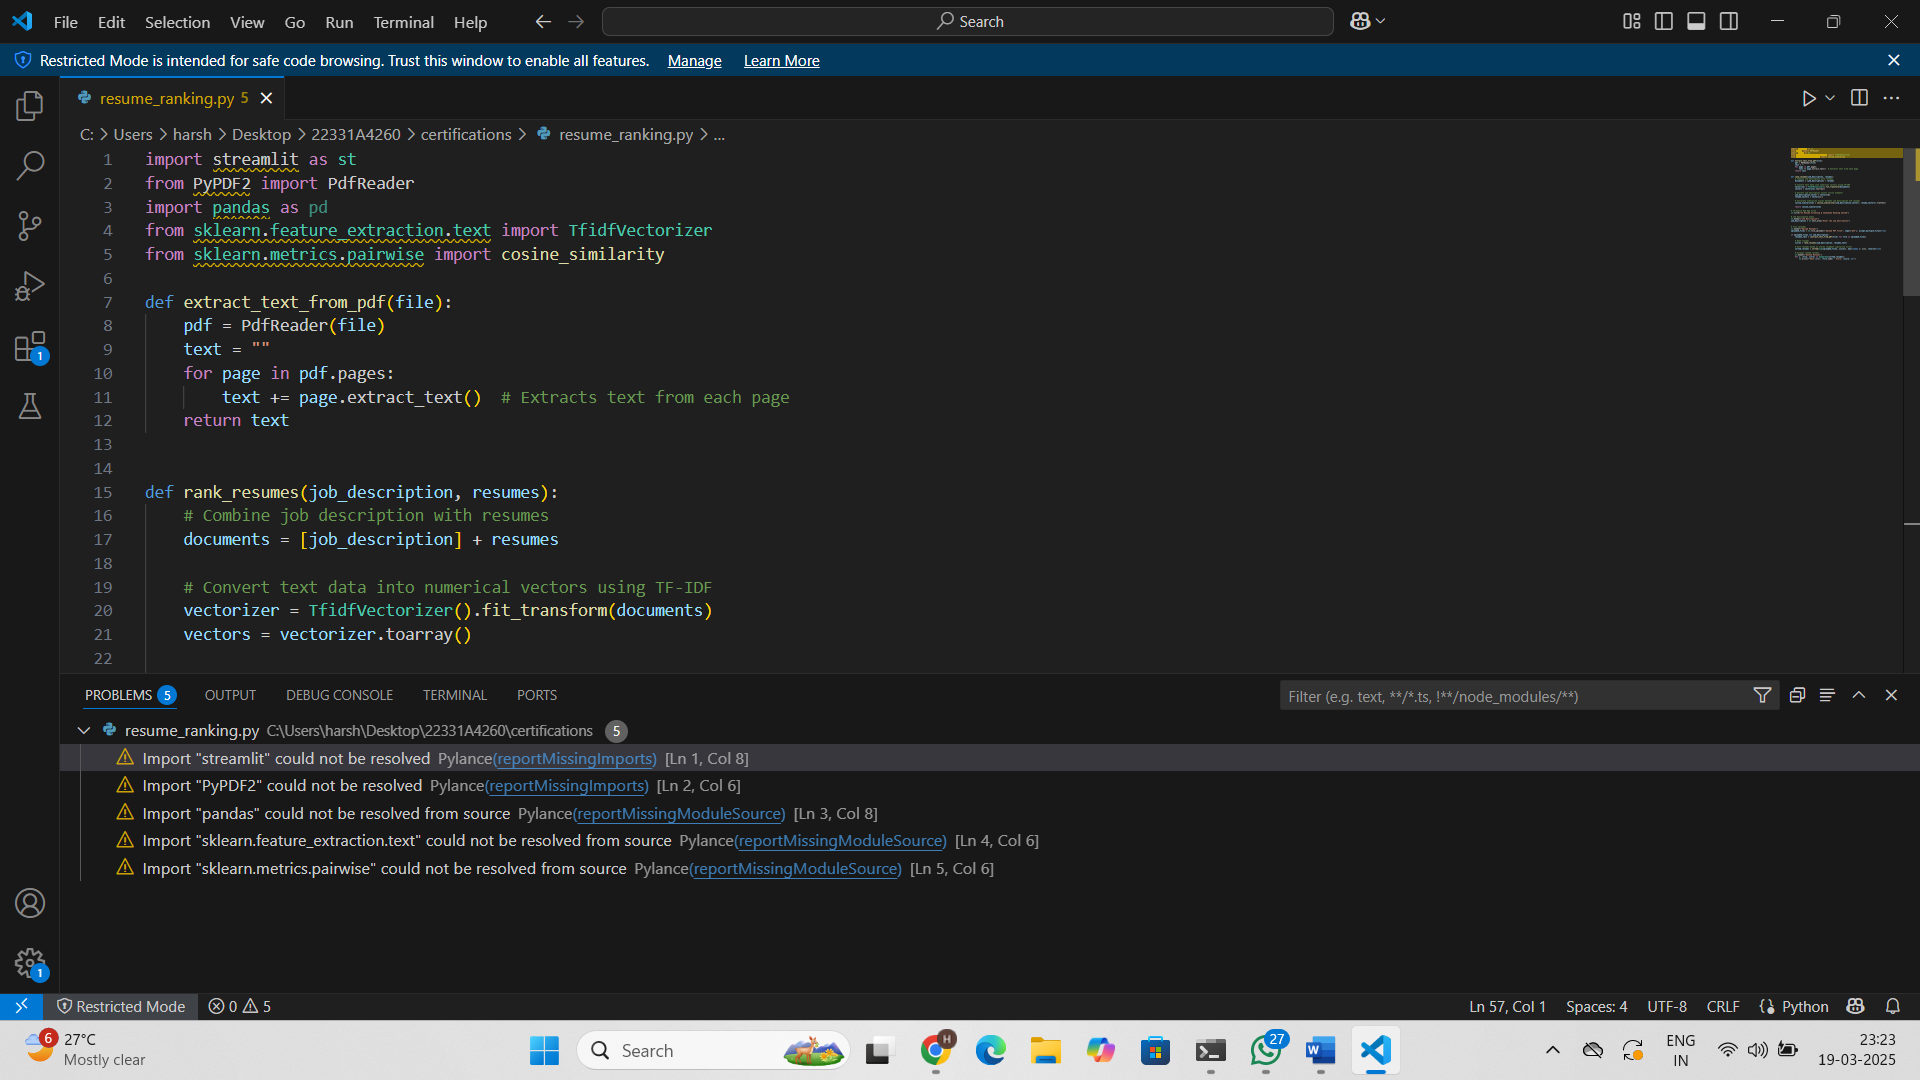 File Edit Selection View Go Run Terminal Help
Search
Restricted Mode is intended for safe code browsing. Trust this window to enable all features. Manage Learn More
resume_ranking.py 5
C: > Users > harsh > Desktop > 22331A4260 > certifications > resume_ranking.py > ...
1 import streamlit as st
2 from PyPDF2 import PdfReader
3 import pandas as pd
4 from sklearn.feature_extraction.text import TfidfVectorizer
5 from sklearn.metrics.pairwise import cosine_similarity
6
7 def extract_text_from_pdf(file):
8     pdf = PdfReader(file)
9     text = ""
10     for page in pdf.pages:
11         text += page.extract_text()  # Extracts text from each page
12     return text
13
14
15 def rank_resumes(job_description, resumes):
16     # Combine job description with resumes
17     documents = [job_description] + resumes
18
19     # Convert text data into numerical vectors using TF-IDF
20     vectorizer = TfidfVectorizer().fit_transform(documents)
21     vectors = vectorizer.toarray()
22
1
PROBLEMS 5 OUTPUT DEBUG CONSOLE TERMINAL PORTS
Filter (e.g. text, **/*.ts, !**/node_modules/**)
resume_ranking.py C:\Users\harsh\Desktop\22331A4260\certifications 5
Import "streamlit" could not be resolved Pylance(reportMissingImports) [Ln 1, Col 8]
Import "PyPDF2" could not be resolved Pylance(reportMissingImports) [Ln 2, Col 6]
Import "pandas" could not be resolved from source Pylance(reportMissingModuleSource) [Ln 3, Col 8]
Import "sklearn.feature_extraction.text" could not be resolved from source Pylance(reportMissingModuleSource) [Ln 4, Col 6]
Import "sklearn.metrics.pairwise" could not be resolved from source Pylance(reportMissingModuleSource) [Ln 5, Col 6]
1
Restricted Mode 0 5
Ln 57, Col 1 Spaces: 4 UTF-8 CRLF {} Python
6
27°C
Mostly clear
Search
H
27
W
ENG
IN
23:23
19-03-2025